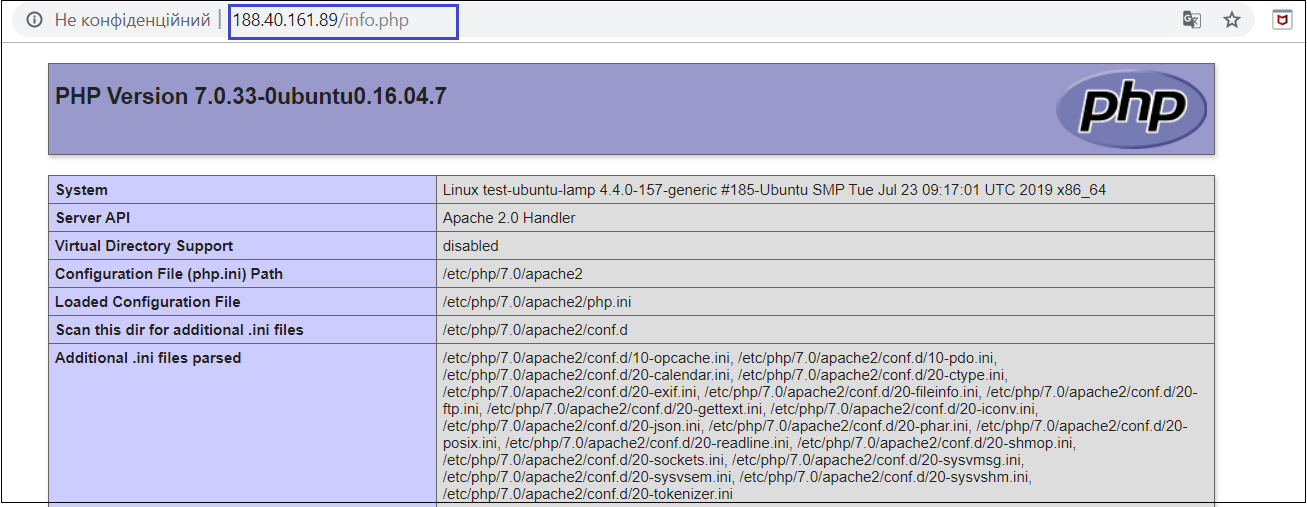 Не конфіденційний | 188.40.161.89/info.php
PHP Version 7.0.33-0ubuntu0.16.04.7
php
System Linux test-ubuntu-lamp 4.4.0-157-generic #185-Ubuntu SMP Tue Jul 23 09:17:01 UTC 2019 x86_64
Server API Apache 2.0 Handler
Virtual Directory Support disabled
Configuration File (php.ini) Path /etc/php/7.0/apache2
Loaded Configuration File /etc/php/7.0/apache2/php.ini
Scan this dir for additional .ini files /etc/php/7.0/apache2/conf.d
Additional .ini files parsed /etc/php/7.0/apache2/conf.d/10-opcache.ini, /etc/php/7.0/apache2/conf.d/10-pdo.ini,
/etc/php/7.0/apache2/conf.d/20-calendar.ini, /etc/php/7.0/apache2/conf.d/20-ctype.ini,
/etc/php/7.0/apache2/conf.d/20-exif.ini, /etc/php/7.0/apache2/conf.d/20-fileinfo.ini, /etc/php/7.0/apache2/conf.d/20-
ftp.ini, /etc/php/7.0/apache2/conf.d/20-gettext.ini, /etc/php/7.0/apache2/conf.d/20-iconv.ini,
/etc/php/7.0/apache2/conf.d/20-json.ini, /etc/php/7.0/apache2/conf.d/20-phar.ini, /etc/php/7.0/apache2/conf.d/20-
posix.ini, /etc/php/7.0/apache2/conf.d/20-readline.ini, /etc/php/7.0/apache2/conf.d/20-shmop.ini,
/etc/php/7.0/apache2/conf.d/20-sockets.ini, /etc/php/7.0/apache2/conf.d/20-sysvmsg.ini,
/etc/php/7.0/apache2/conf.d/20-sysvsem.ini, /etc/php/7.0/apache2/conf.d/20-sysvshm.ini,
/etc/php/7.0/apache2/conf.d/20-tokenizer.ini